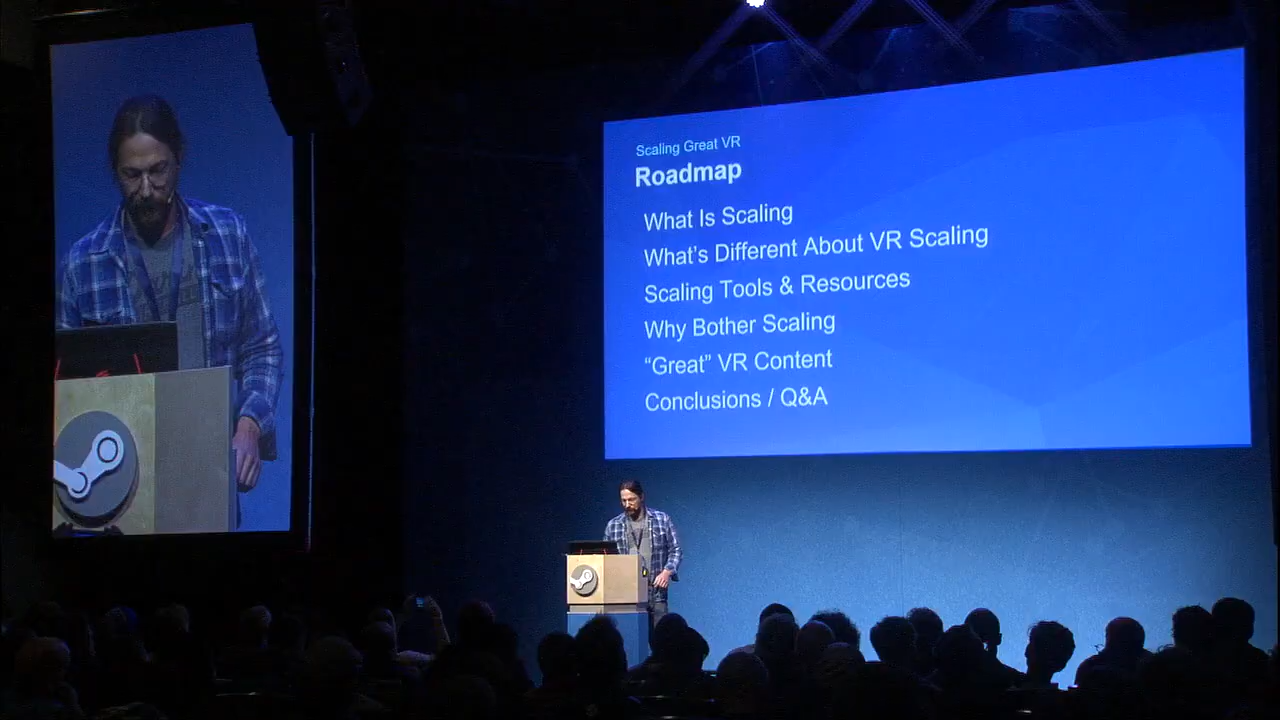 Scaling Great VR
Roadmap
What Is Scaling
What's Different About VR Scaling
Scaling Tools & Resources
Why Bother Scaling
“Great” VR Content
Conclusions / Q&A